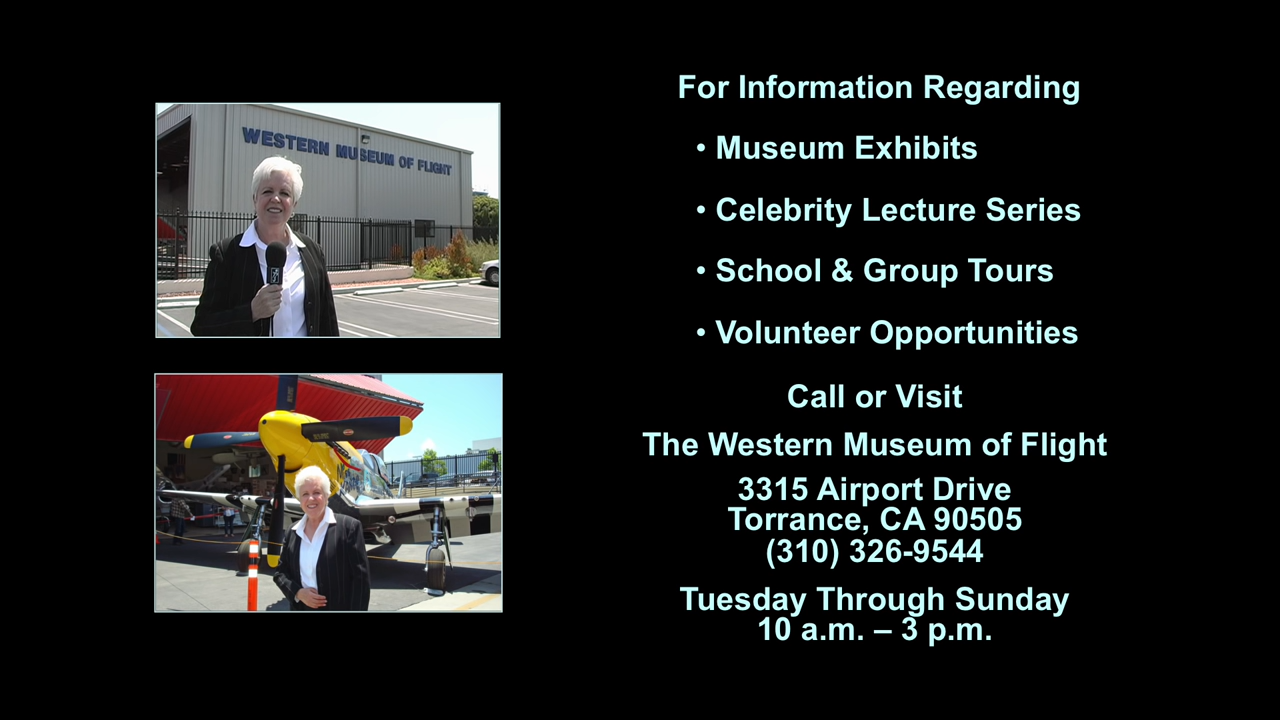 WESTERN MUSEUM OF FLIGHT
For Information Regarding
• Museum Exhibits
• Celebrity Lecture Series
• School & Group Tours
• Volunteer Opportunities
Call or Visit
The Western Museum of Flight
3315 Airport Drive
Torrance, CA 90505
(310) 326-9544
Tuesday Through Sunday
10 a.m. – 3 p.m.